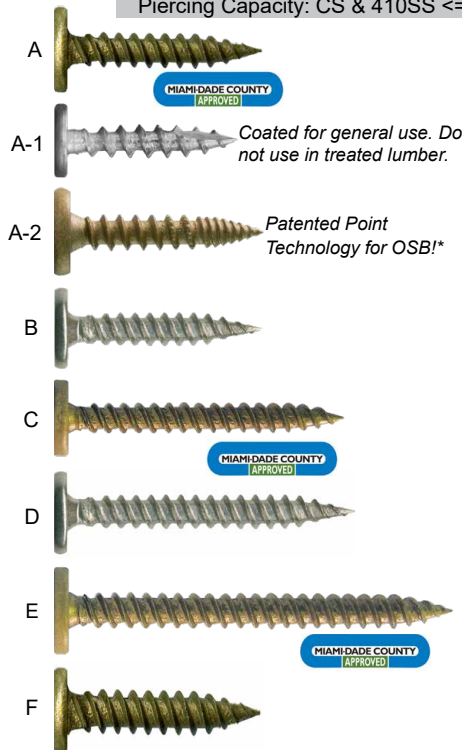 Piercing Capacity: CS & 410SS <=
A
MIAMI-DADE COUNTY
APPROVED
A-1
Coated for general use. Do
not use in treated lumber.
A-2
Patented Point
Technology for OSB!*
B
C
MIAMI-DADE COUNTY
APPROVED
D
E
MIAMI-DADE COUNTY
APPROVED
F